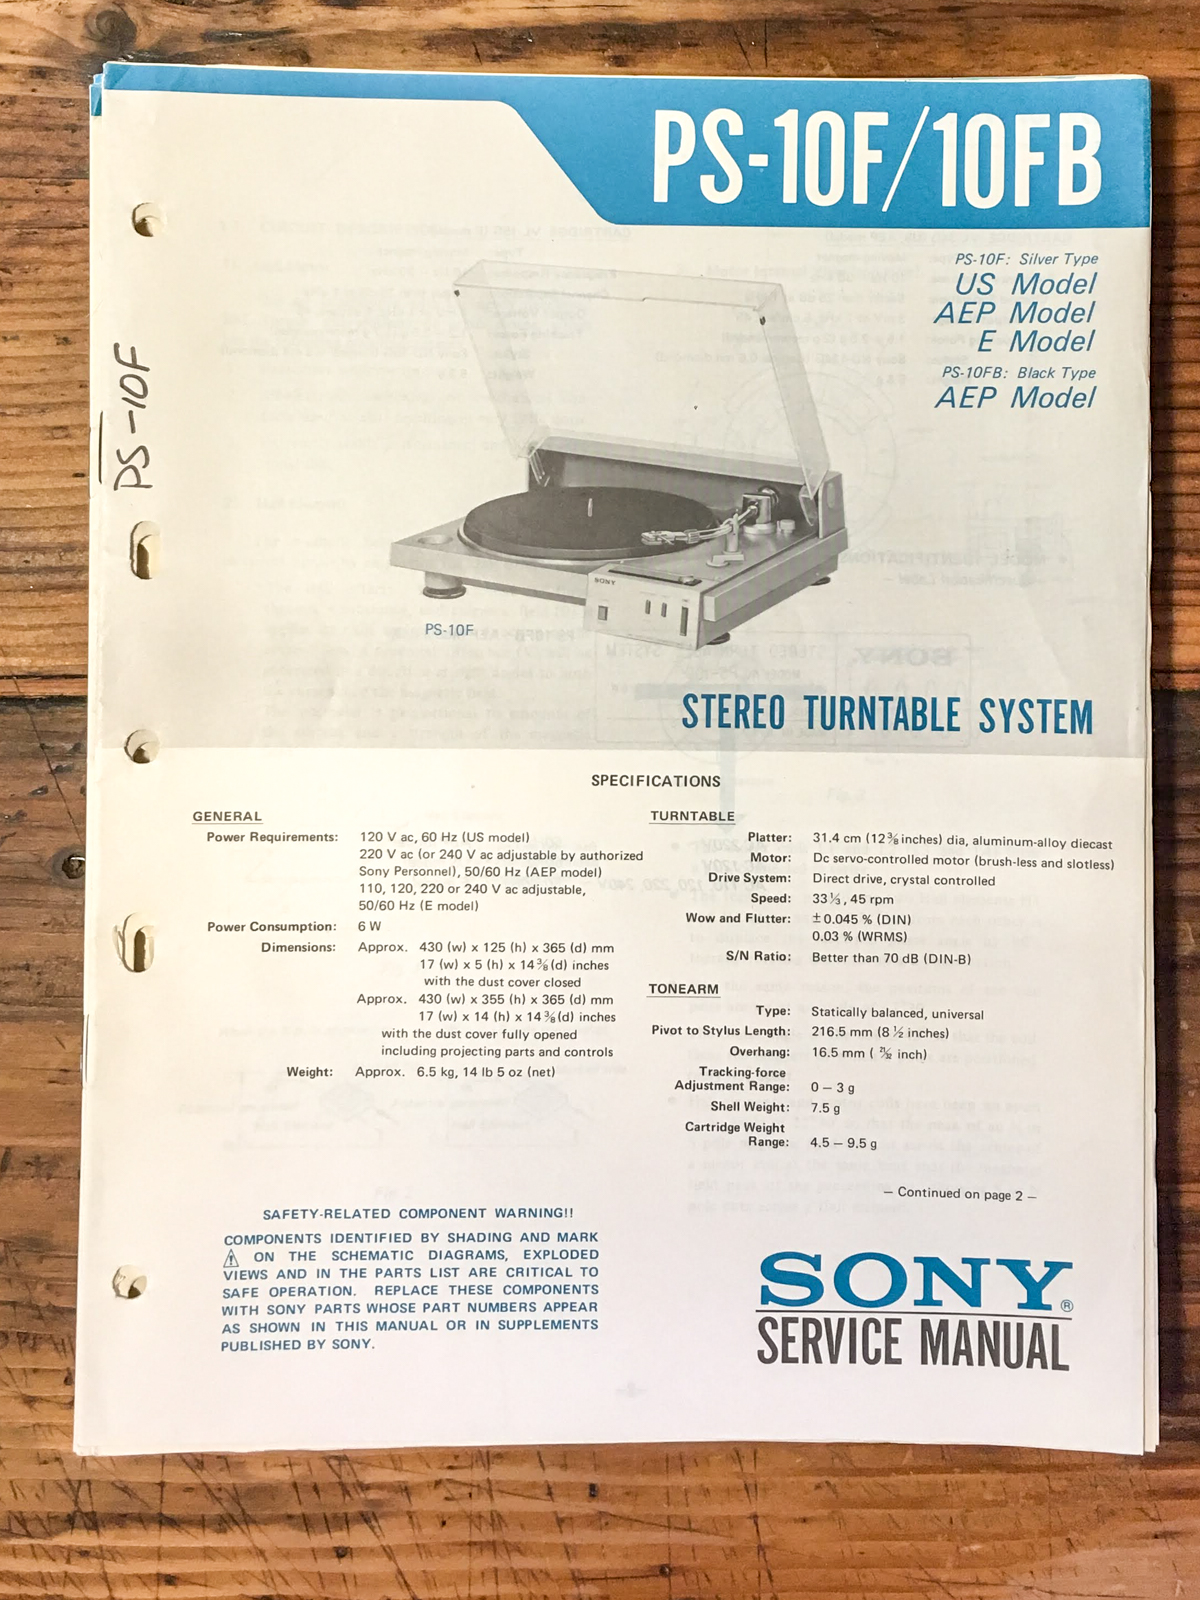 PS-10F/10FB
PS-10F: Silver Type
US Model
AEP Model
E Model
PS-10FB: Black Type
AEP Model
PS-10F
SONY
PS-10F
STEREO TURNTABLE SYSTEM
SPECIFICATIONS
GENERAL
Power Requirements: 120 V ac, 60 Hz (US model)
220 V ac (or 240 V ac adjustable by authorized
Sony Personnel), 50/60 Hz (AEP model)
110, 120, 220 or 240 V ac adjustable,
50/60 Hz (E model)
Power Consumption: 6 W
Dimensions: Approx. 430 (w) x 125 (h) x 365 (d) mm
17 (w) x 5 (h) x 14 3/8 (d) inches
with the dust cover closed
Approx. 430 (w) x 355 (h) x 365 (d) mm
17 (w) x 14 (h) x 14 3/8 (d) inches
with the dust cover fully opened
including projecting parts and controls
Weight: Approx. 6.5 kg, 14 lb 5 oz (net)
TURNTABLE
Platter: 31.4 cm (12 3/8 inches) dia, aluminum-alloy diecast
Motor: Dc servo-controlled motor (brush-less and slotless)
Drive System: Direct drive, crystal controlled
Speed: 33 1/3, 45 rpm
Wow and Flutter: ± 0.045 % (DIN)
0.03 % (WRMS)
S/N Ratio: Better than 70 dB (DIN-B)
TONEARM
Type: Statically balanced, universal
Pivot to Stylus Length: 216.5 mm (8 1/2 inches)
Overhang: 16.5 mm ( 21/32 inch)
Tracking-force
Adjustment Range: 0 – 3 g
Shell Weight: 7.5 g
Cartridge Weight
Range: 4.5 – 9.5 g
– Continued on page 2 –
SAFETY-RELATED COMPONENT WARNING!!
COMPONENTS IDENTIFIED BY SHADING AND MARK
⚠ ON THE SCHEMATIC DIAGRAMS, EXPLODED
VIEWS AND IN THE PARTS LIST ARE CRITICAL TO
SAFE OPERATION. REPLACE THESE COMPONENTS
WITH SONY PARTS WHOSE PART NUMBERS APPEAR
AS SHOWN IN THIS MANUAL OR IN SUPPLEMENTS
PUBLISHED BY SONY.
SONY®
SERVICE MANUAL